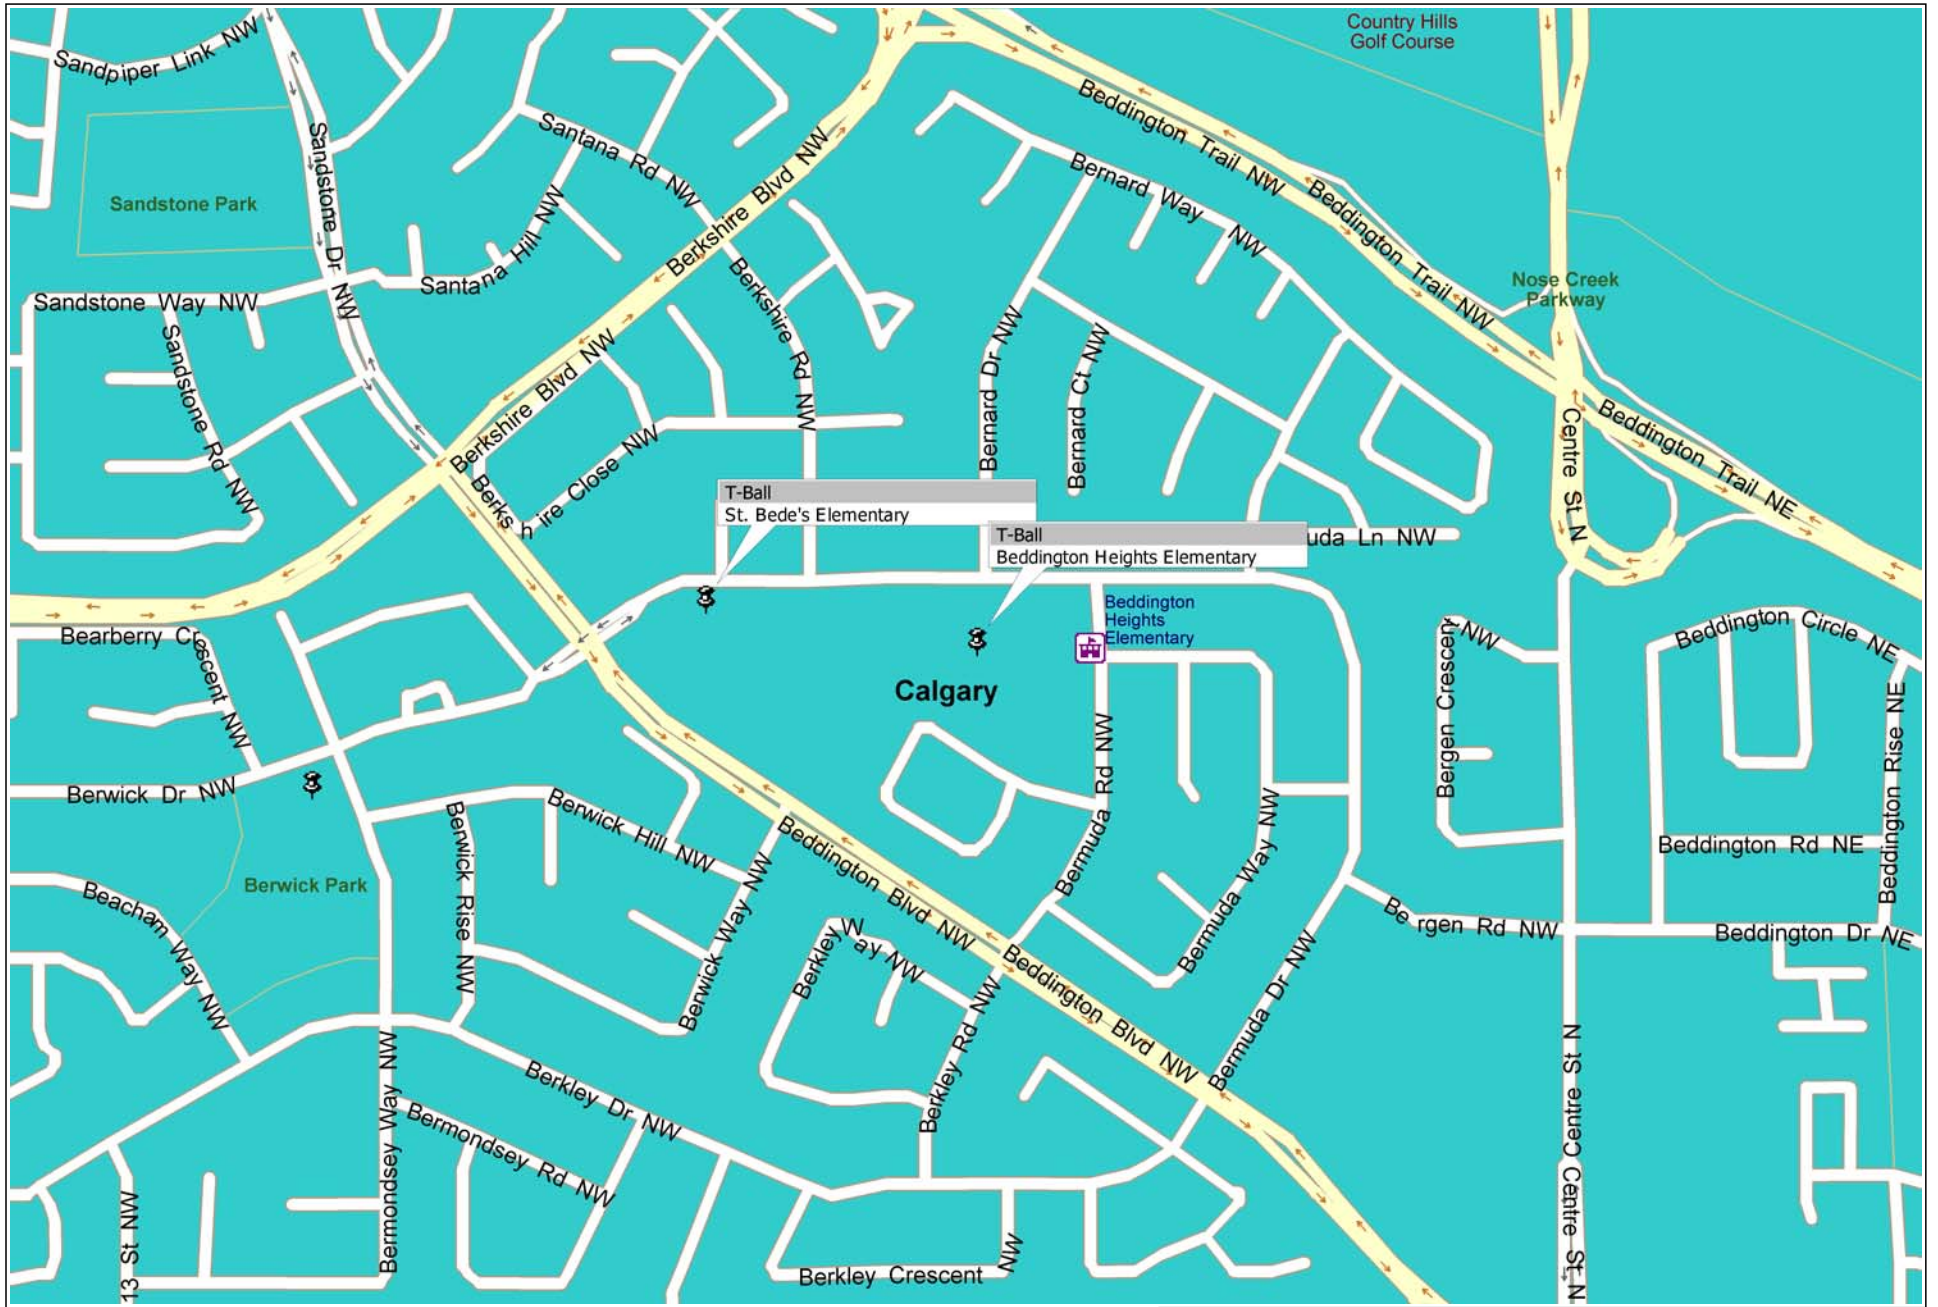 Country Hills
Golf Course
Sandpiper Link NW
Beddington Trail NW
Santana Rd NW
Sandstone Dr NW
Berkshire Blvd NW
Bernard Way NW
Sandstone Park
Beddington Trail NW
Santana Hill NW
Nose Creek
Parkway
Sandstone Way NW
Berkshire Rd NW
Sandstone Rd NW
Berkshire Blvd NW
Bernard Dr NW
Bernard Ct NW
Beddington Trail NE
Centre St N
Berkshire Close NW
T-Ball
St. Bede's Elementary
T-Ball
Beddington Heights Elementary
uda Ln NW
Beddington
Heights
Elementary
Bearberry Crescent NW
Beddington Circle NE
Bergen Crescent NW
Calgary
Beddington Rise NE
Bermuda Rd NW
Berwick Dr NW
Berwick Hill NW
Berwick Rise NW
Berwick Way NW
Beddington Blvd NW
Bermuda Way NW
Beddington Rd NE
Berwick Park
Beacham Way NW
Bergen Rd NW
Beddington Dr NE
Berkley Way NW
Beddington Blvd NW
Bermuda Dr NW
Berkley Rd NW
Berkley Dr NW
Bermondsey Way NW
Bermondsey Rd NW
Centre St N
Centre St N
13 St NW
Berkley Crescent NW